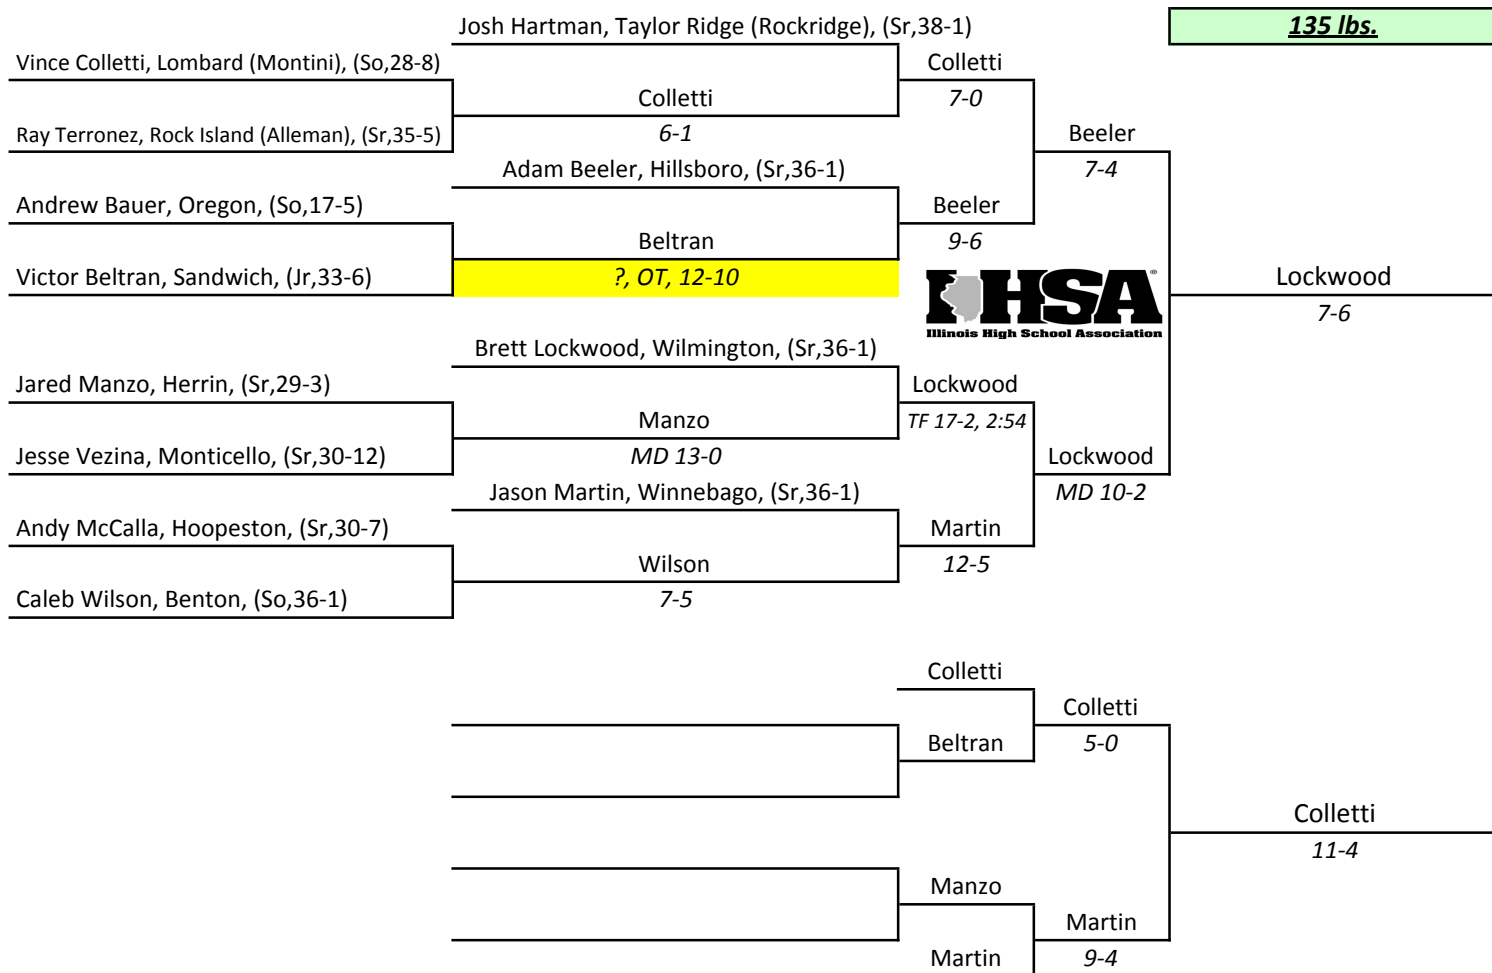 Josh Hartman, Taylor Ridge (Rockridge), (Sr,38-1)
135 lbs.
Vince Colletti, Lombard (Montini), (So,28-8)
Colletti
Colletti
7-0
Ray Terronez, Rock Island (Alleman), (Sr,35-5)
6-1
Beeler
Adam Beeler, Hillsboro, (Sr,36-1)
7-4
Andrew Bauer, Oregon, (So,17-5)
Beeler
Beltran
9-6
Victor Beltran, Sandwich, (Jr,33-6)
?, OT, 12-10
IHSA®
Illinois High School Association
Lockwood
7-6
Brett Lockwood, Wilmington, (Sr,36-1)
Jared Manzo, Herrin, (Sr,29-3)
Lockwood
Manzo
TF 17-2, 2:54
Jesse Vezina, Monticello, (Sr,30-12)
MD 13-0
Lockwood
Jason Martin, Winnebago, (Sr,36-1)
MD 10-2
Andy McCalla, Hoopeston, (Sr,30-7)
Martin
Wilson
12-5
Caleb Wilson, Benton, (So,36-1)
7-5
Colletti
Colletti
Beltran
5-0
Colletti
11-4
Manzo
Martin
Martin
9-4